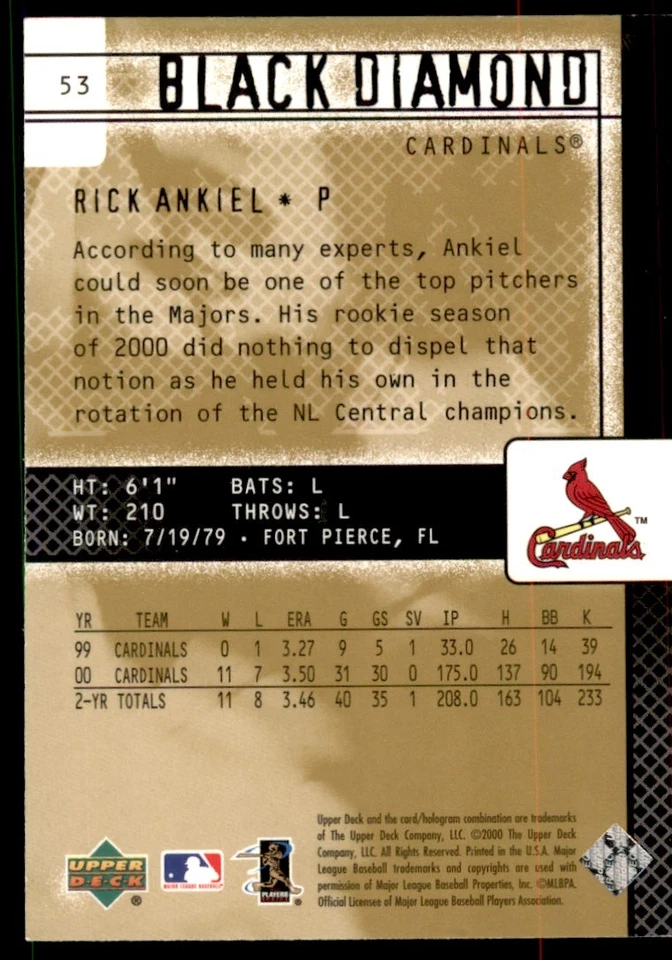 53
BLACK DIAMOND
CARDINALS®
RICK ANKIEL * P
According to many experts, Ankiel
could soon be one of the top pitchers
in the Majors. His rookie season
of 2000 did nothing to dispel that
notion as he held his own in the
rotation of the NL Central champions.
HT: 6'1" BATS: L
WT: 210 THROWS: L
BORN: 7/19/79 · FORT PIERCE, FL
Cardinals TM
YR TEAM W L ERA G GS SV IP H BB K
99 CARDINALS 0 1 3.27 9 5 1 33.0 26 14 39
00 CARDINALS 11 7 3.50 31 30 0 175.0 137 90 194
2-YR TOTALS 11 8 3.46 40 35 1 208.0 163 104 233
Upper Deck and the card/hologram combination are trademarks
of The Upper Deck Company, LLC. ©2000 The Upper Deck
Company, LLC. All Rights Reserved. Printed in the U.S.A. Major
League Baseball trademarks and copyrights are used with
permission of Major League Baseball Properties, Inc. ©MLBPA.
Official Licensee of Major League Baseball Players Association.
UPPER DECK ®
MAJOR LEAGUE BASEBALL
PLAYERS